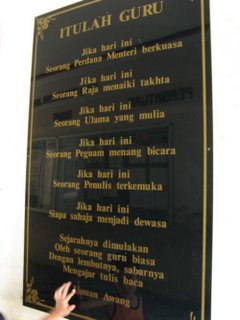 ITULAH GURU
Jika hari ini
Seorang Perdana Menteri berkuasa
Jika hari ini
Seorang Raja menaiki takhta
Jika hari ini
Seorang Ulama yang mulia
Jika hari ini
Seorang Peguam menang bicara
Jika hari ini
Seorang Penulis terkemuka
Jika hari ini
Siapa sahaja menjadi dewasa
Sejarahnya dimulakan
Oleh seorang guru biasa
Dengan lembutnya, sabarnya
Mengajar tulis baca
Awang